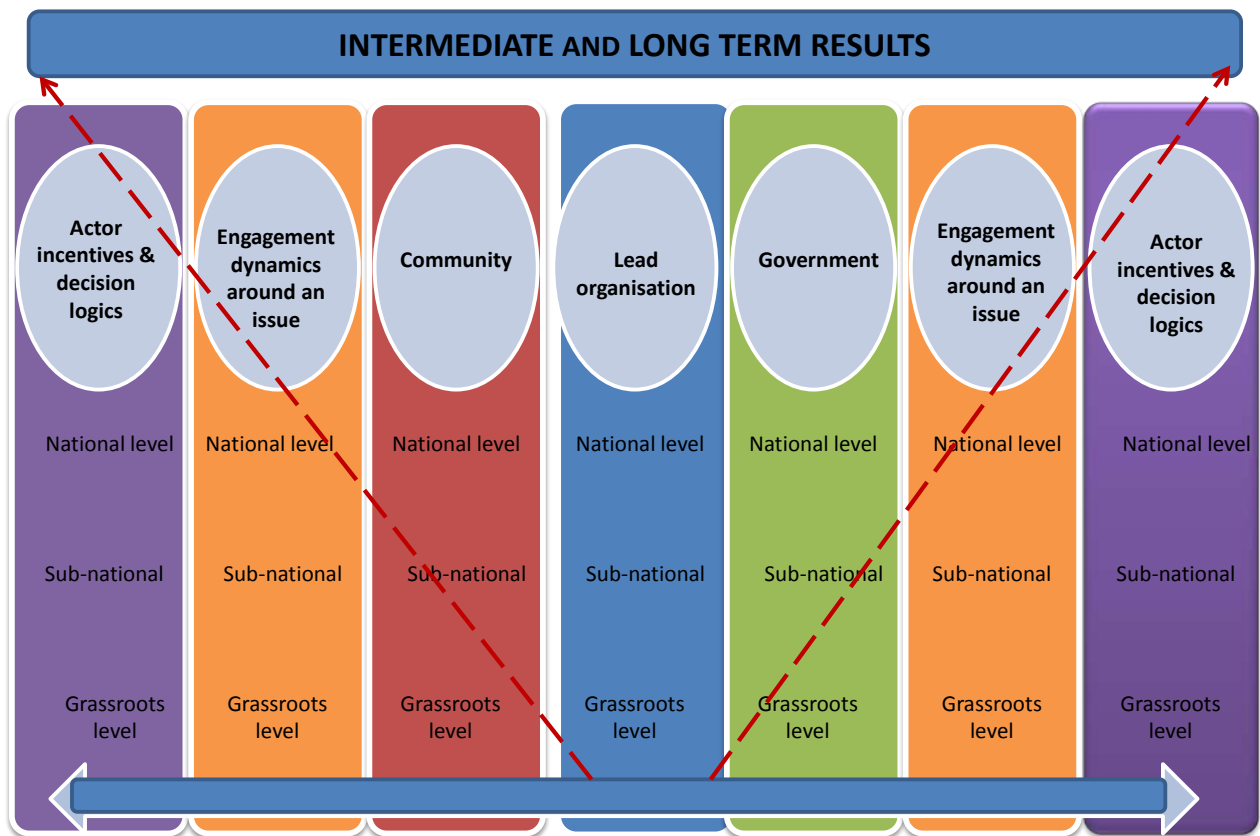 INTERMEDIATE AND LONG TERM RESULTS
Actor
incentives &
decision
logics
Engagement
dynamics
around an
issue
Community
Lead
organisation
Government
Engagement
dynamics
around an
issue
Actor
incentives &
decision
logics
National level
National level
National level
National level
National level
National level
National level
Sub-national
Sub-national
Sub-national
Sub-national
Sub-national
Sub-national
Sub-national
Grassroots
level
Grassroots
level
Grassroots
level
Grassroots
level
Grassroots
level
Grassroots
level
Grassroots
level